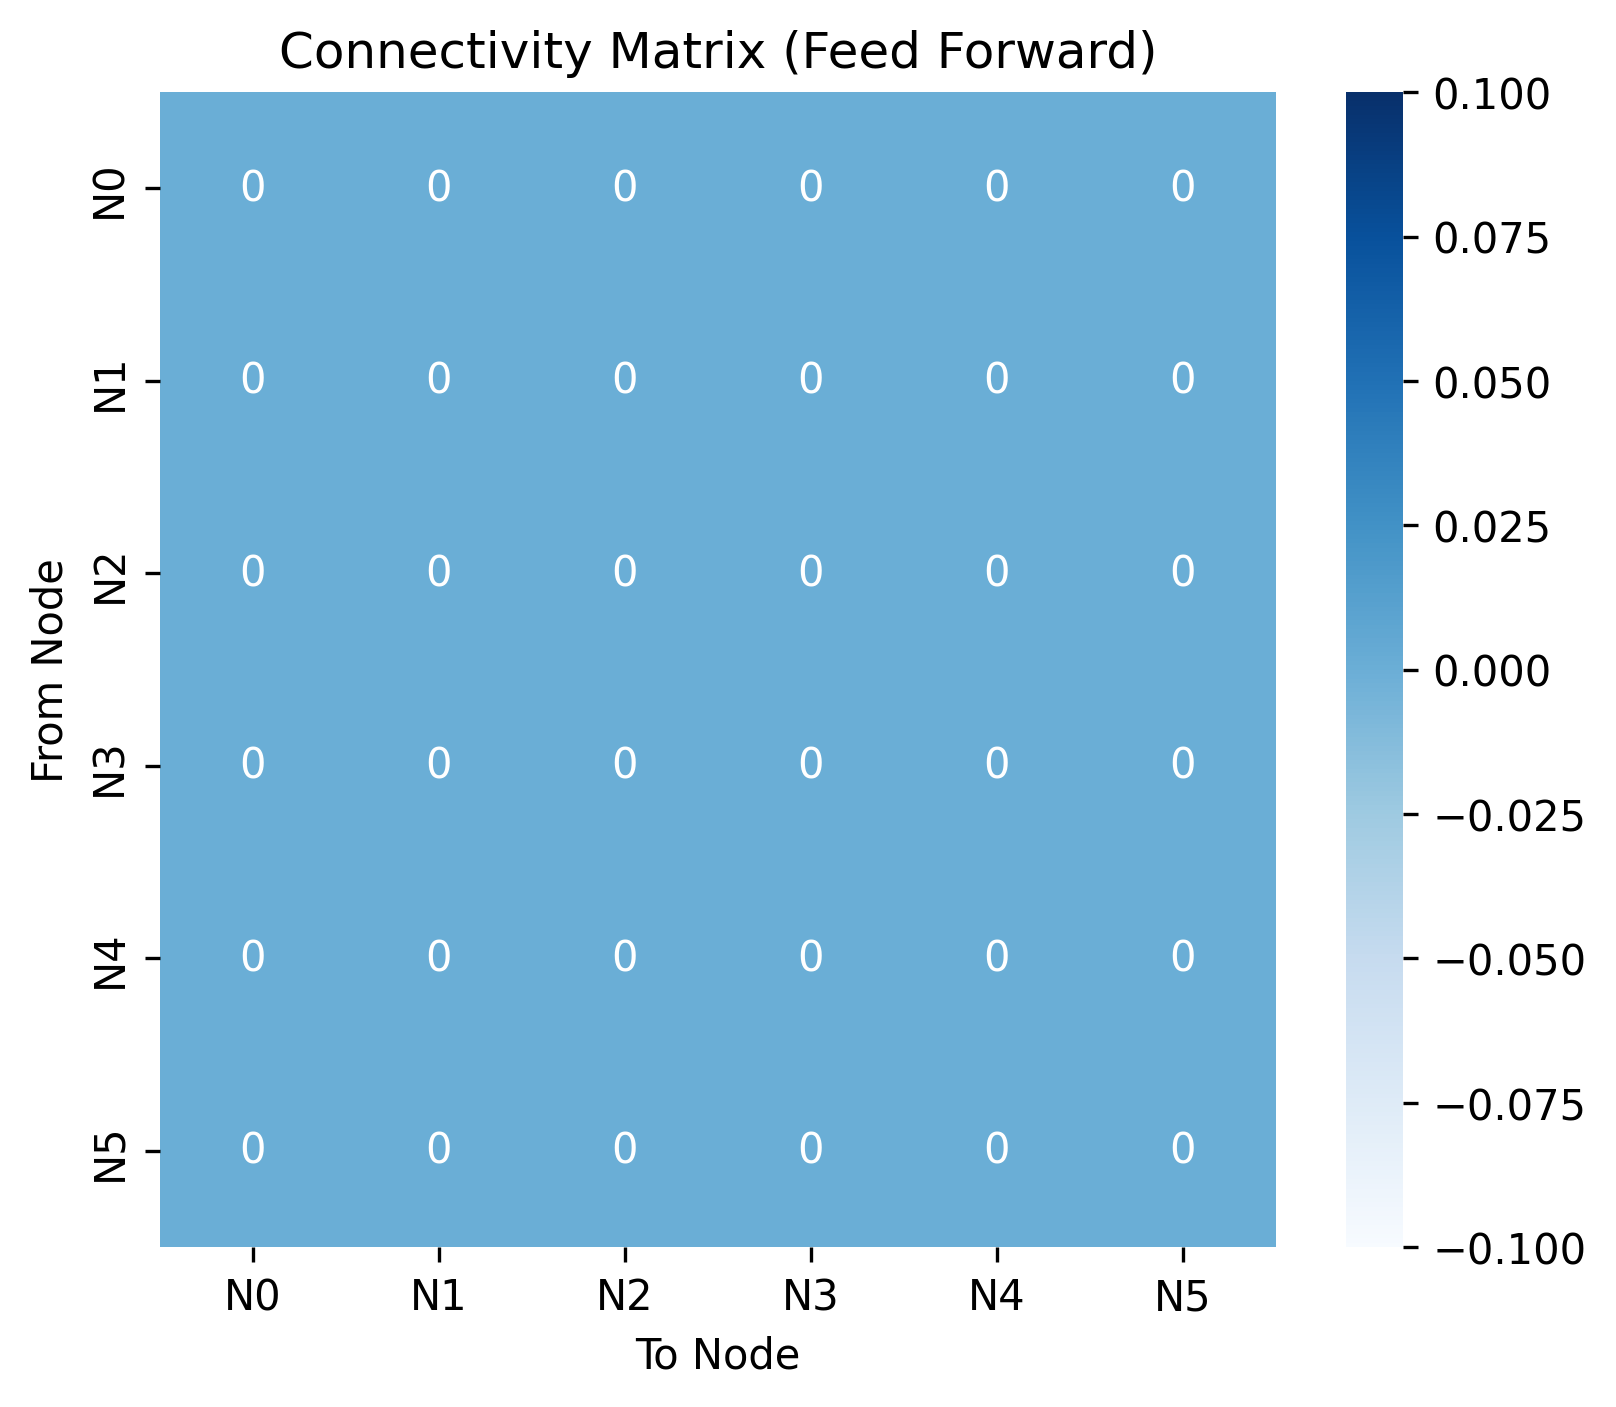 Connectivity Matrix (Feed Forward)
From Node
N0 0 0 0 0 0 0
N1 0 0 0 0 0 0
N2 0 0 0 0 0 0
N3 0 0 0 0 0 0
N4 0 0 0 0 0 0
N5 0 0 0 0 0 0
N0 N1 N2 N3 N4 N5
To Node
0.100
0.075
0.050
0.025
0.000
−0.025
−0.050
−0.075
−0.100